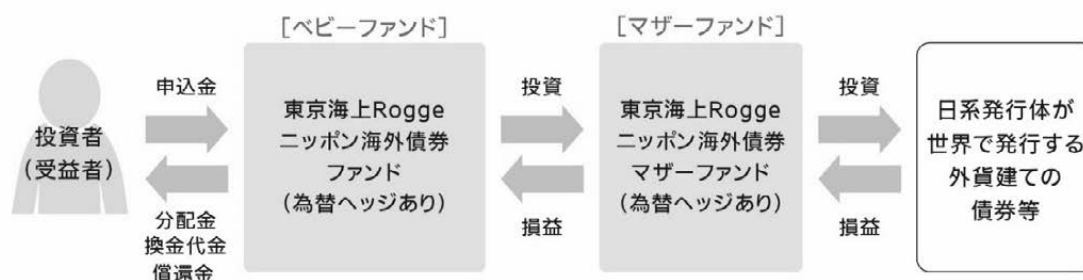 [ベビーファンド]
[マザーファンド]
投資者
(受益者)
申込金
分配金
換金代金
償還金
東京海上Rogge
ニッポン海外債券
ファンド
(為替ヘッジあり)
投資
損益
東京海上Rogge
ニッポン海外債券
マザーファンド
(為替ヘッジあり)
投資
損益
日系発行体が
世界で発行する
外貨建ての
債券等